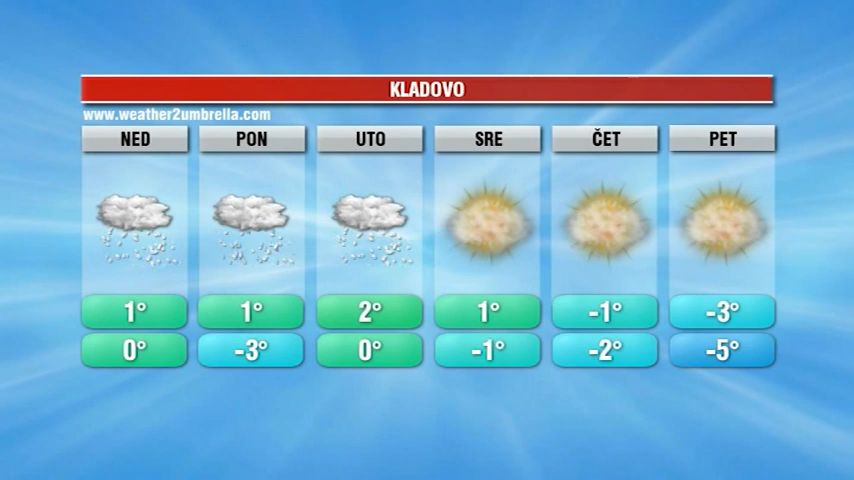 KLADOVO
www.weather2umbrella.com
NED PON UTO SRE ČET PET
1° 1° 2° 1° -1° -3°
0° -3° 0° -1° -2° -5°